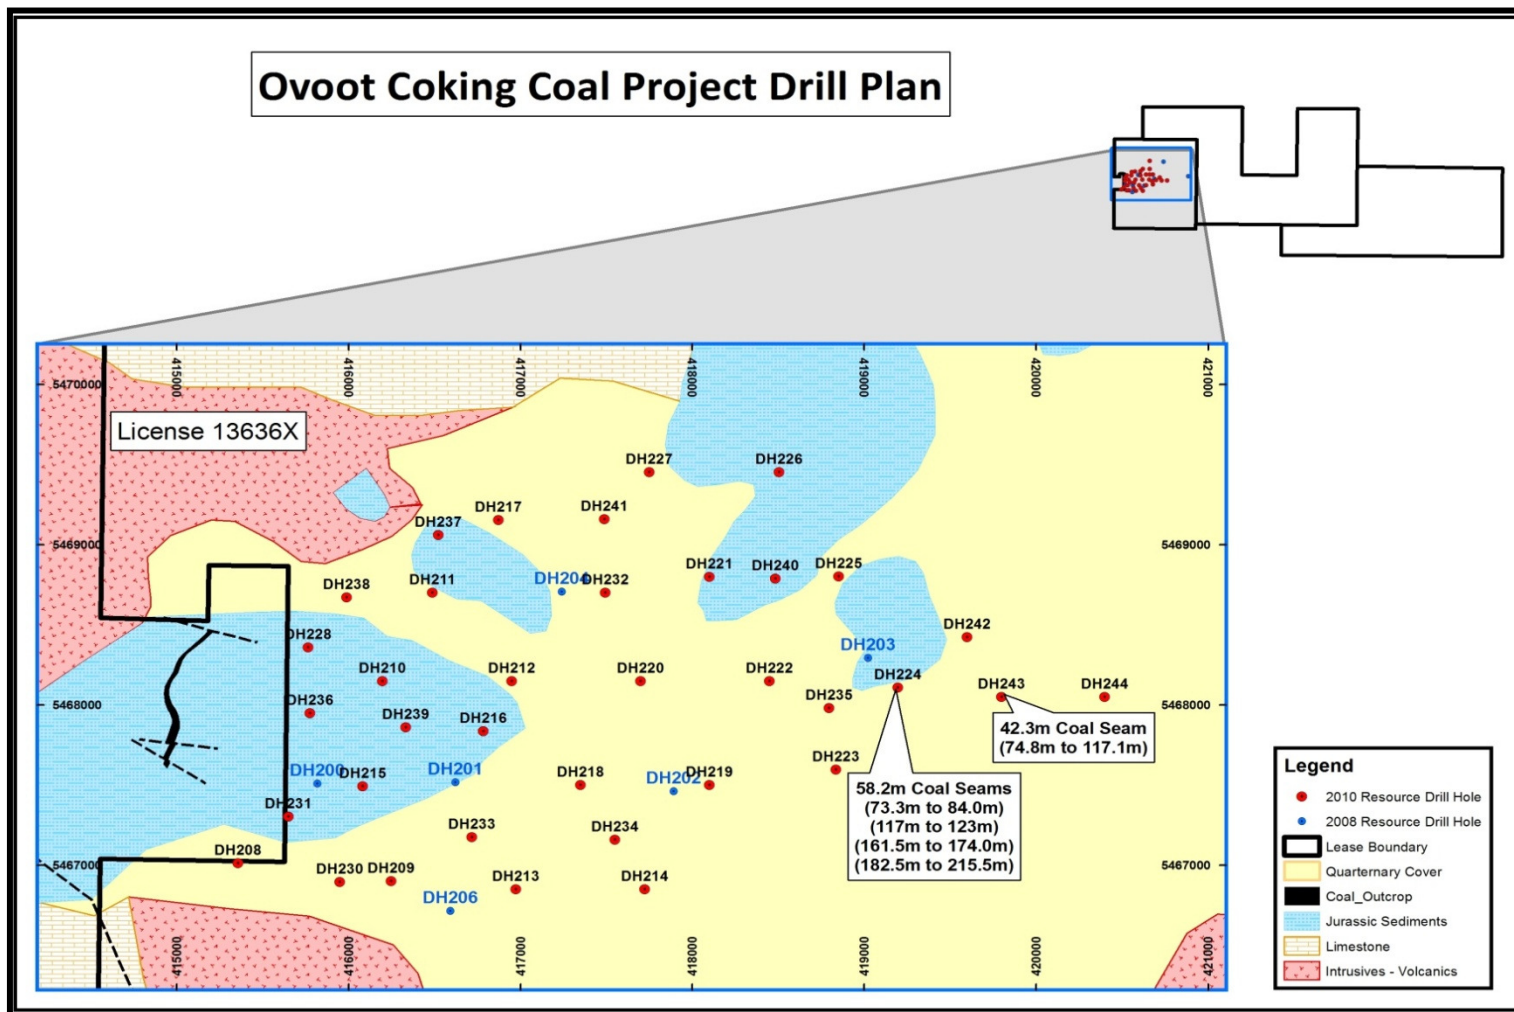 Ovoot Coking Coal Project Drill Plan
415000
416000
417000
418000
419000
420000
421000
5470000
5470000
License 13636X
DH227
DH226
DH217
DH241
DH237
5469000
5469000
DH221
DH240
DH225
DH238
DH211
DH204
DH232
DH228
DH242
DH203
DH210
DH212
DH220
DH222
DH224
DH236
DH243
DH244
5468000
5468000
DH239
DH216
DH235
42.3m Coal Seam
(74.8m to 117.1m)
DH200
DH215
DH201
DH218
DH202
DH219
DH223
58.2m Coal Seams
(73.3m to 84.0m)
(117m to 123m)
(161.5m to 174.0m)
(182.5m to 215.5m)
DH231
DH233
DH234
DH208
5467000
5467000
DH230
DH209
DH206
DH213
DH214
415000
416000
417000
418000
419000
420000
421000
Legend
2010 Resource Drill Hole
2008 Resource Drill Hole
Lease Boundary
Quarternary Cover
Coal_Outcrop
Jurassic Sediments
Limestone
Intrusives - Volcanics